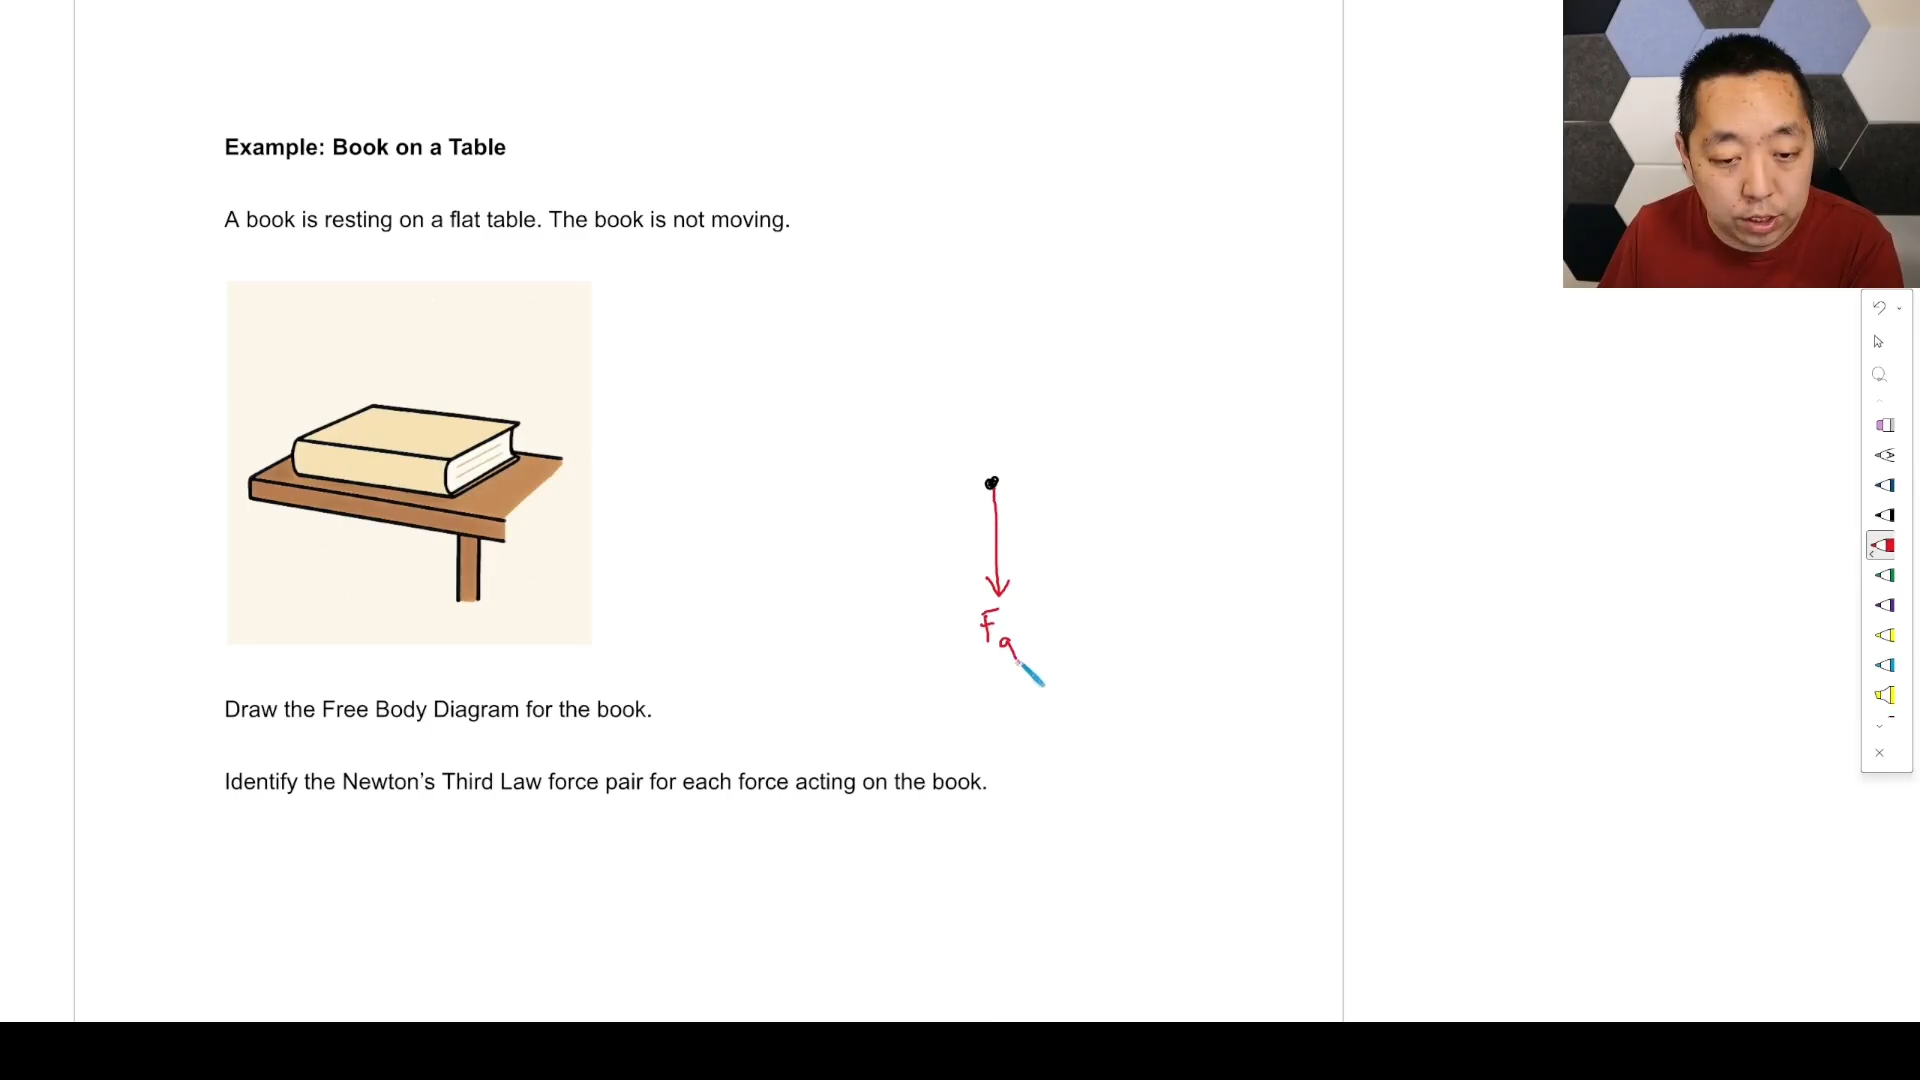 Example: Book on a Table
A book is resting on a flat table. The book is not moving.
Fg
Draw the Free Body Diagram for the book.
Identify the Newton’s Third Law force pair for each force acting on the book.